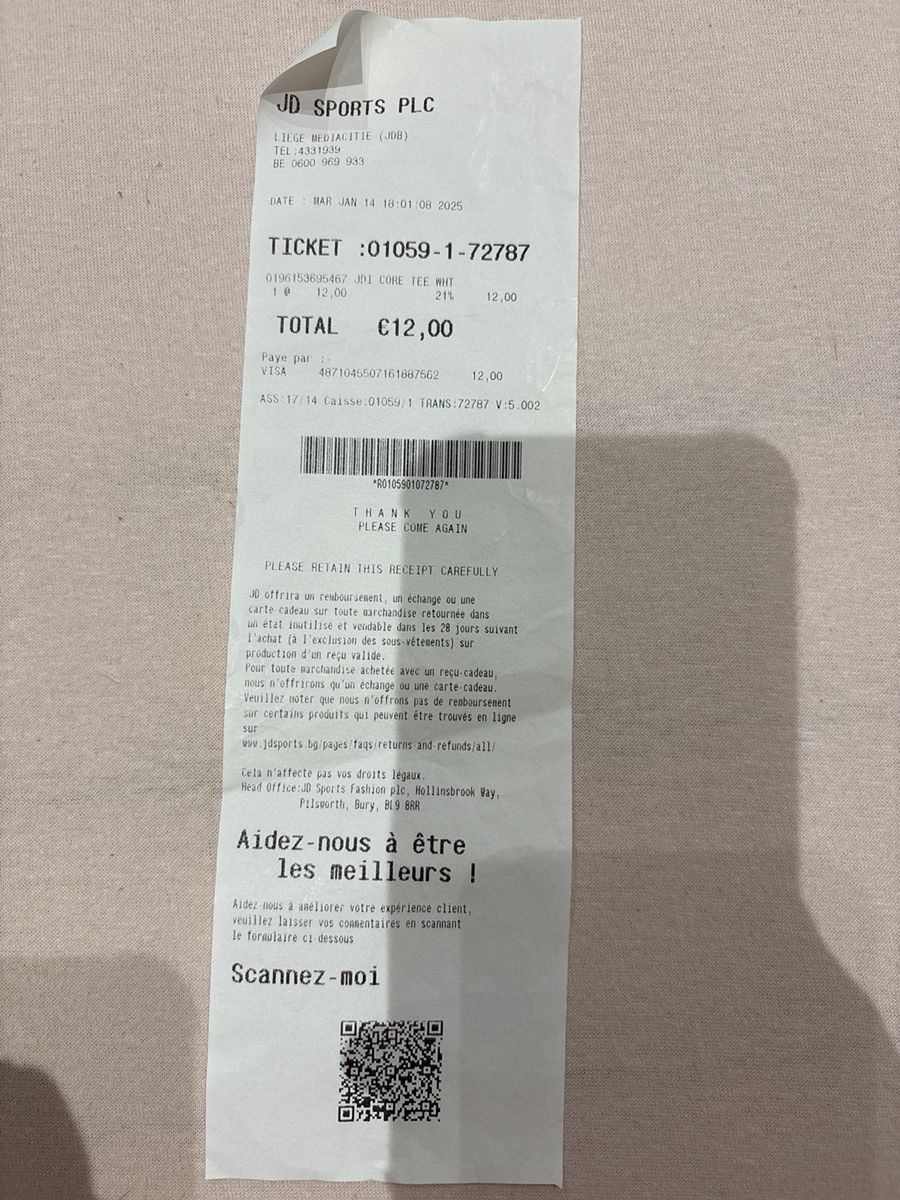 JD SPORTS PLC
LIEGE MEDIACITIE (JDB)
TEL:4331939
BE 0600 969 933
DATE : MAR JAN 14 18:01:08 2025
TICKET :01059-1-72787
0196153695467 JDI CORE TEE WHT
1 @ 12,00 21% 12,00
TOTAL €12,00
Paye par :-
VISA 4871045507161887562 12,00
ASS:17/14 Caisse:01059/1 TRANS:72787 V:5.002
*R0105901072787*
THANK YOU
PLEASE COME AGAIN
PLEASE RETAIN THIS RECEIPT CAREFULLY
JD offrira un remboursement, un échange ou une
carte-cadeau sur toute marchandise retournée dans
un état inutilisé et vendable dans les 28 jours suivant
l'achat (à l'exclusion des sous-vêtements) sur
production d'un reçu valide.
Pour toute marchandise achetée avec un reçu-cadeau,
nous n'offrirons qu'un échange ou une carte-cadeau.
Veuillez noter que nous n'offrons pas de remboursement
sur certains produits qui peuvent être trouvés en ligne
sur
www.jdsports.bg/pages/faqs/returns-and-refunds/all/
Cela n'affecte pas vos droits légaux.
Head Office:JD Sports Fashion plc, Hollinsbrook Way,
Pilsworth, Bury, BL9 8RR
Aidez-nous à être
les meilleurs !
Aidez-nous à améliorer votre expérience client,
veuillez laisser vos commentaires en scannant
le formulaire ci-dessous
Scannez-moi